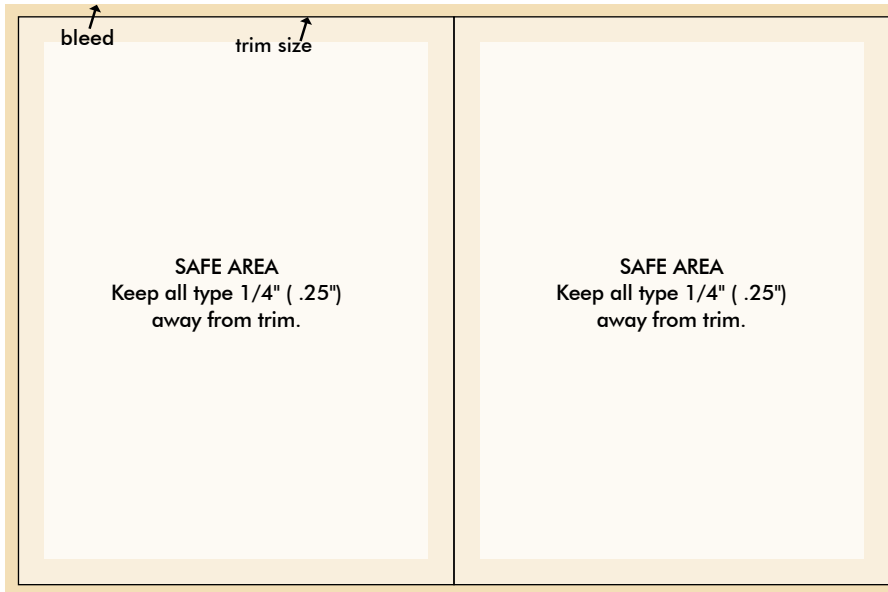 bleed
trim size
SAFE AREA
Keep all type 1/4" ( .25")
away from trim.
SAFE AREA
Keep all type 1/4" ( .25")
away from trim.